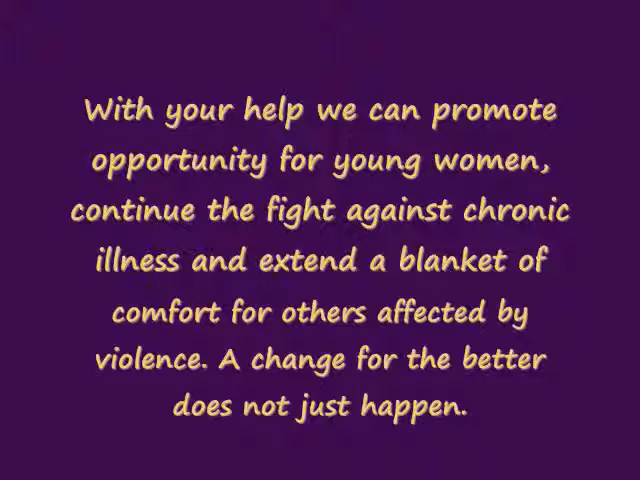 With your help we can promote
opportunity for young women,
continue the fight against chronic
illness and extend a blanket of
comfort for others affected by
violence. A change for the better
does not just happen.